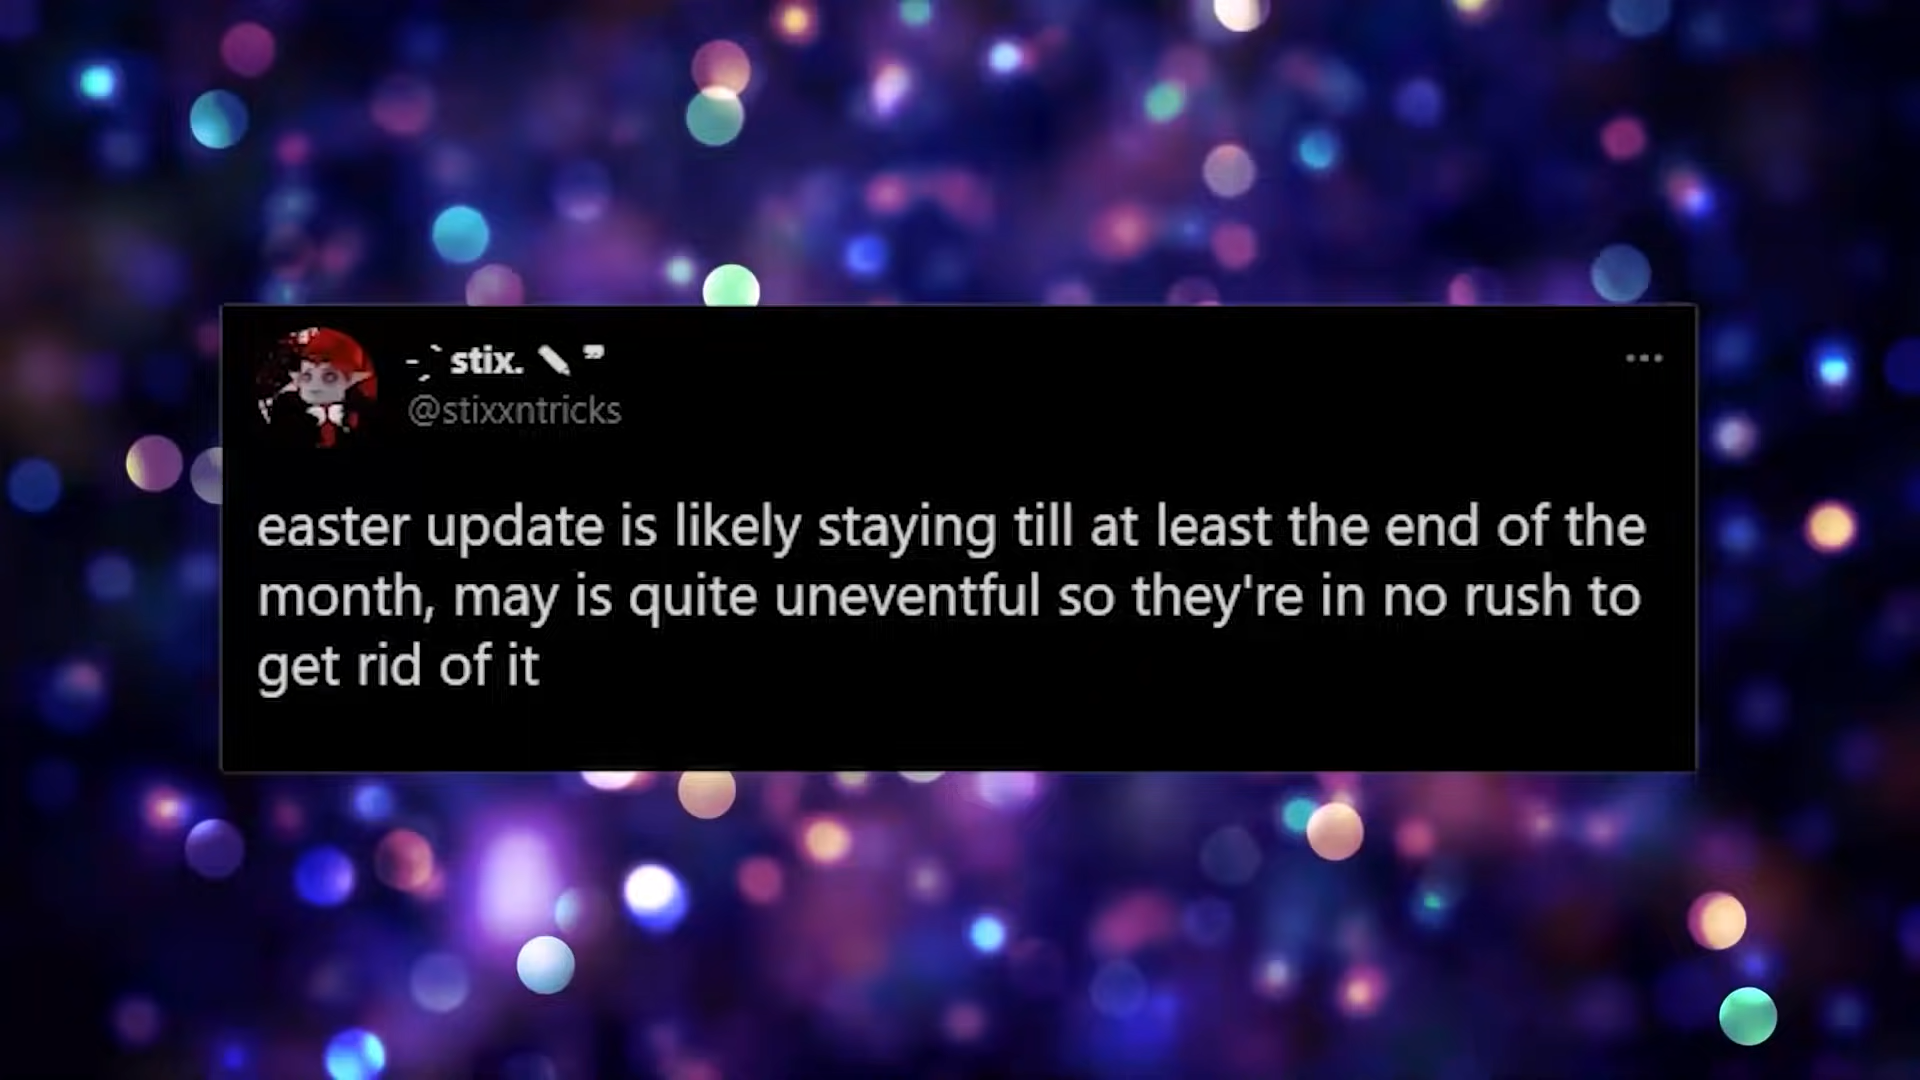 -ˏˋ stix. ✎ ❞
@stixxntricks
easter update is likely staying till at least the end of the
month, may is quite uneventful so they're in no rush to
get rid of it